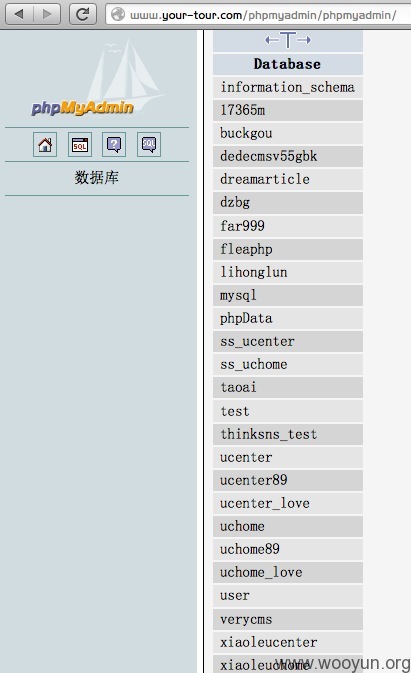 www.your-tour.com/phpmyadmin/phpmyadmin/
phpMyAdmin
SQL
?
SQL
数据库
T
Database
information_schema
17365m
buckgou
dedecmsv55gbk
dreamarticle
dzbg
far999
fleaphp
lihonglun
mysql
phpData
ss_ucenter
ss_uchome
taoai
test
thinksns_test
ucenter
ucenter89
ucenter_love
uchome
uchome89
uchome_love
user
verycms
xiaoleucenter
xiaoleuchome
www.wooyun.org